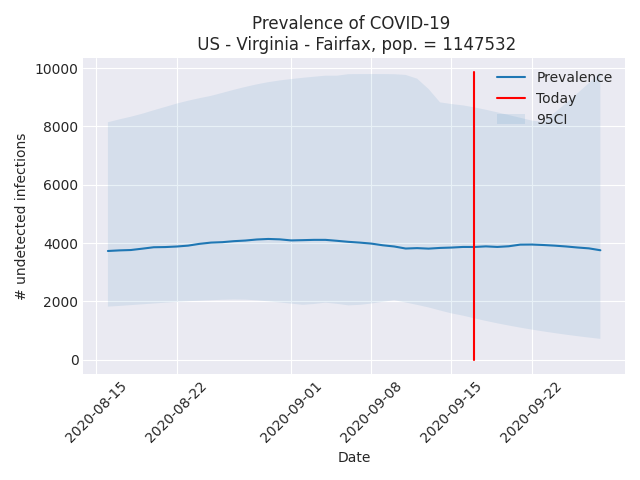 Prevalence of COVID-19
US - Virginia - Fairfax, pop. = 1147532
# undetected infections
10000
8000
6000
4000
2000
0
Prevalence
Today
95CI
2020-08-15
2020-08-22
2020-09-01
2020-09-08
2020-09-15
2020-09-22
Date